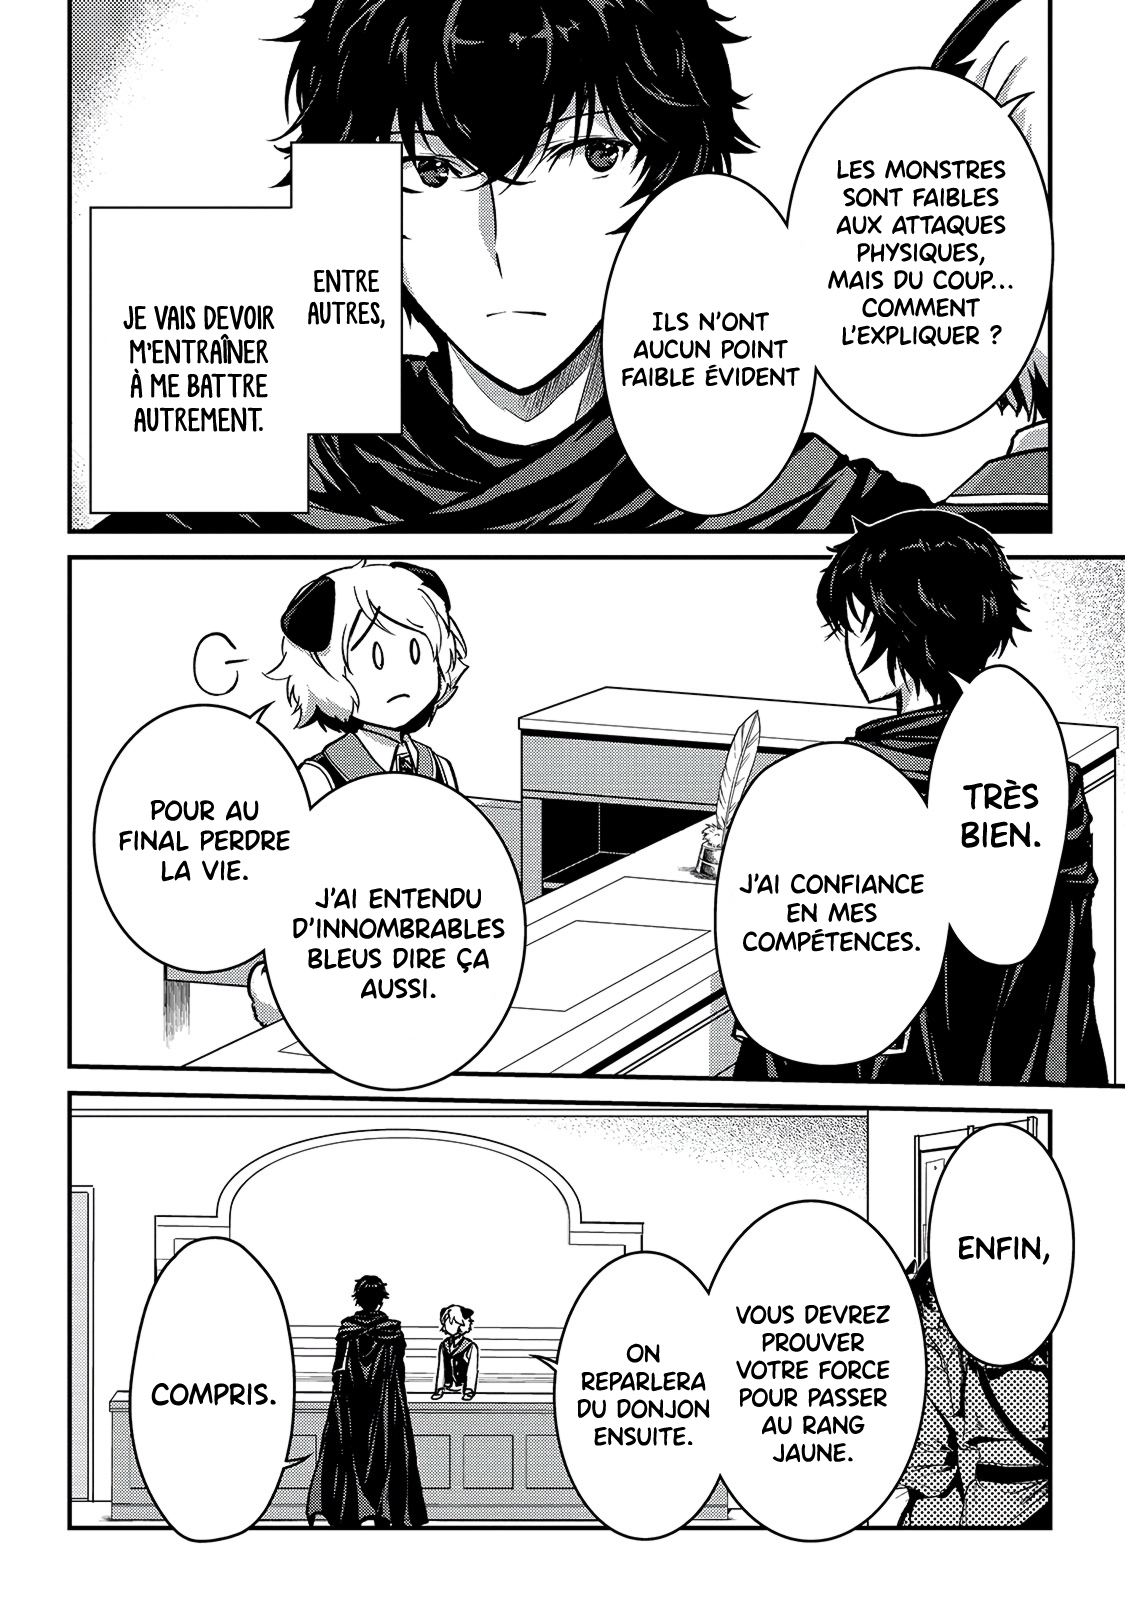 LES MONSTRES
SONT FAIBLES
AUX ATTAQUES
PHYSIQUES,
MAIS DU COUP...
COMMENT
L'EXPLIQUER ?
ILS N'ONT
AUCUN POINT
FAIBLE ÉVIDENT
ENTRE
AUTRES,
JE VAIS DEVOIR
M'ENTRAÎNER
À ME BATTRE
AUTREMENT.
TRÈS
BIEN.
J'AI CONFIANCE
EN MES
COMPÉTENCES.
J'AI ENTENDU
D'INNOMBRABLES
BLEUS DIRE ÇA
AUSSI.
POUR AU
FINAL PERDRE
LA VIE.
ENFIN,
VOUS DEVREZ
PROUVER
VOTRE FORCE
POUR PASSER
AU RANG
JAUNE.
ON
REPARLERA
DU DONJON
ENSUITE.
COMPRIS.